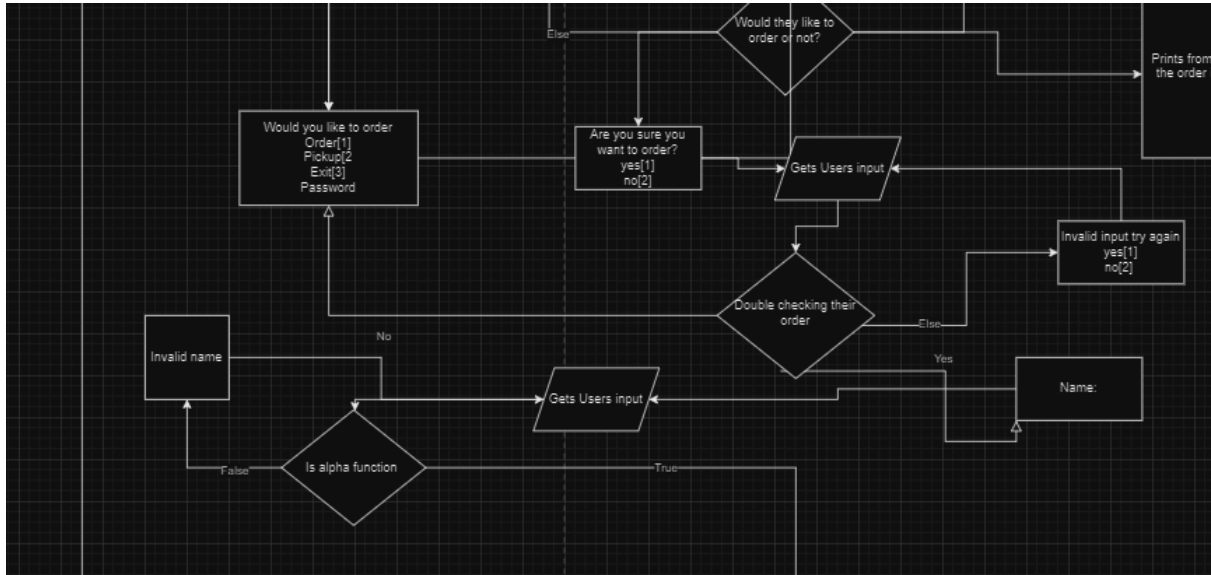 Else
Would they like to
order or not?
Prints from
the order
Would you like to order
Order[1]
Pickup[2
Exit[3]
Password
Are you sure you
want to order?
yes[1]
no[2]
Gets Users input
Invalid input try again
yes[1]
no[2]
Double checking their
order
Else
No
Yes
Invalid name
Gets Users input
Name:
Is alpha function
False
True